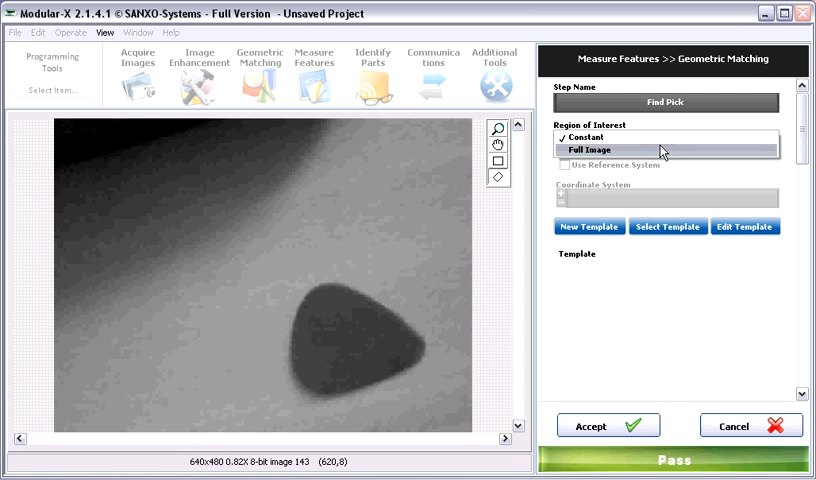 Modular-X 2.1.4.1 © SANXO-Systems - Full Version - Unsaved Project
File Edit Operate View Window Help
Programming Tools
Select Item...
Acquire Images
Image Enhancement
Geometric Matching
Measure Features
Identify Parts
Communica tions
Additional Tools
Measure Features >> Geometric Matching
Step Name
Find Pick
Region of Interest
Constant
Full Image
Use Reference System
Coordinate System
New Template Select Template Edit Template
Template
Accept Cancel
Pass
640x480 0.82X 8-bit image 143 (620,8)